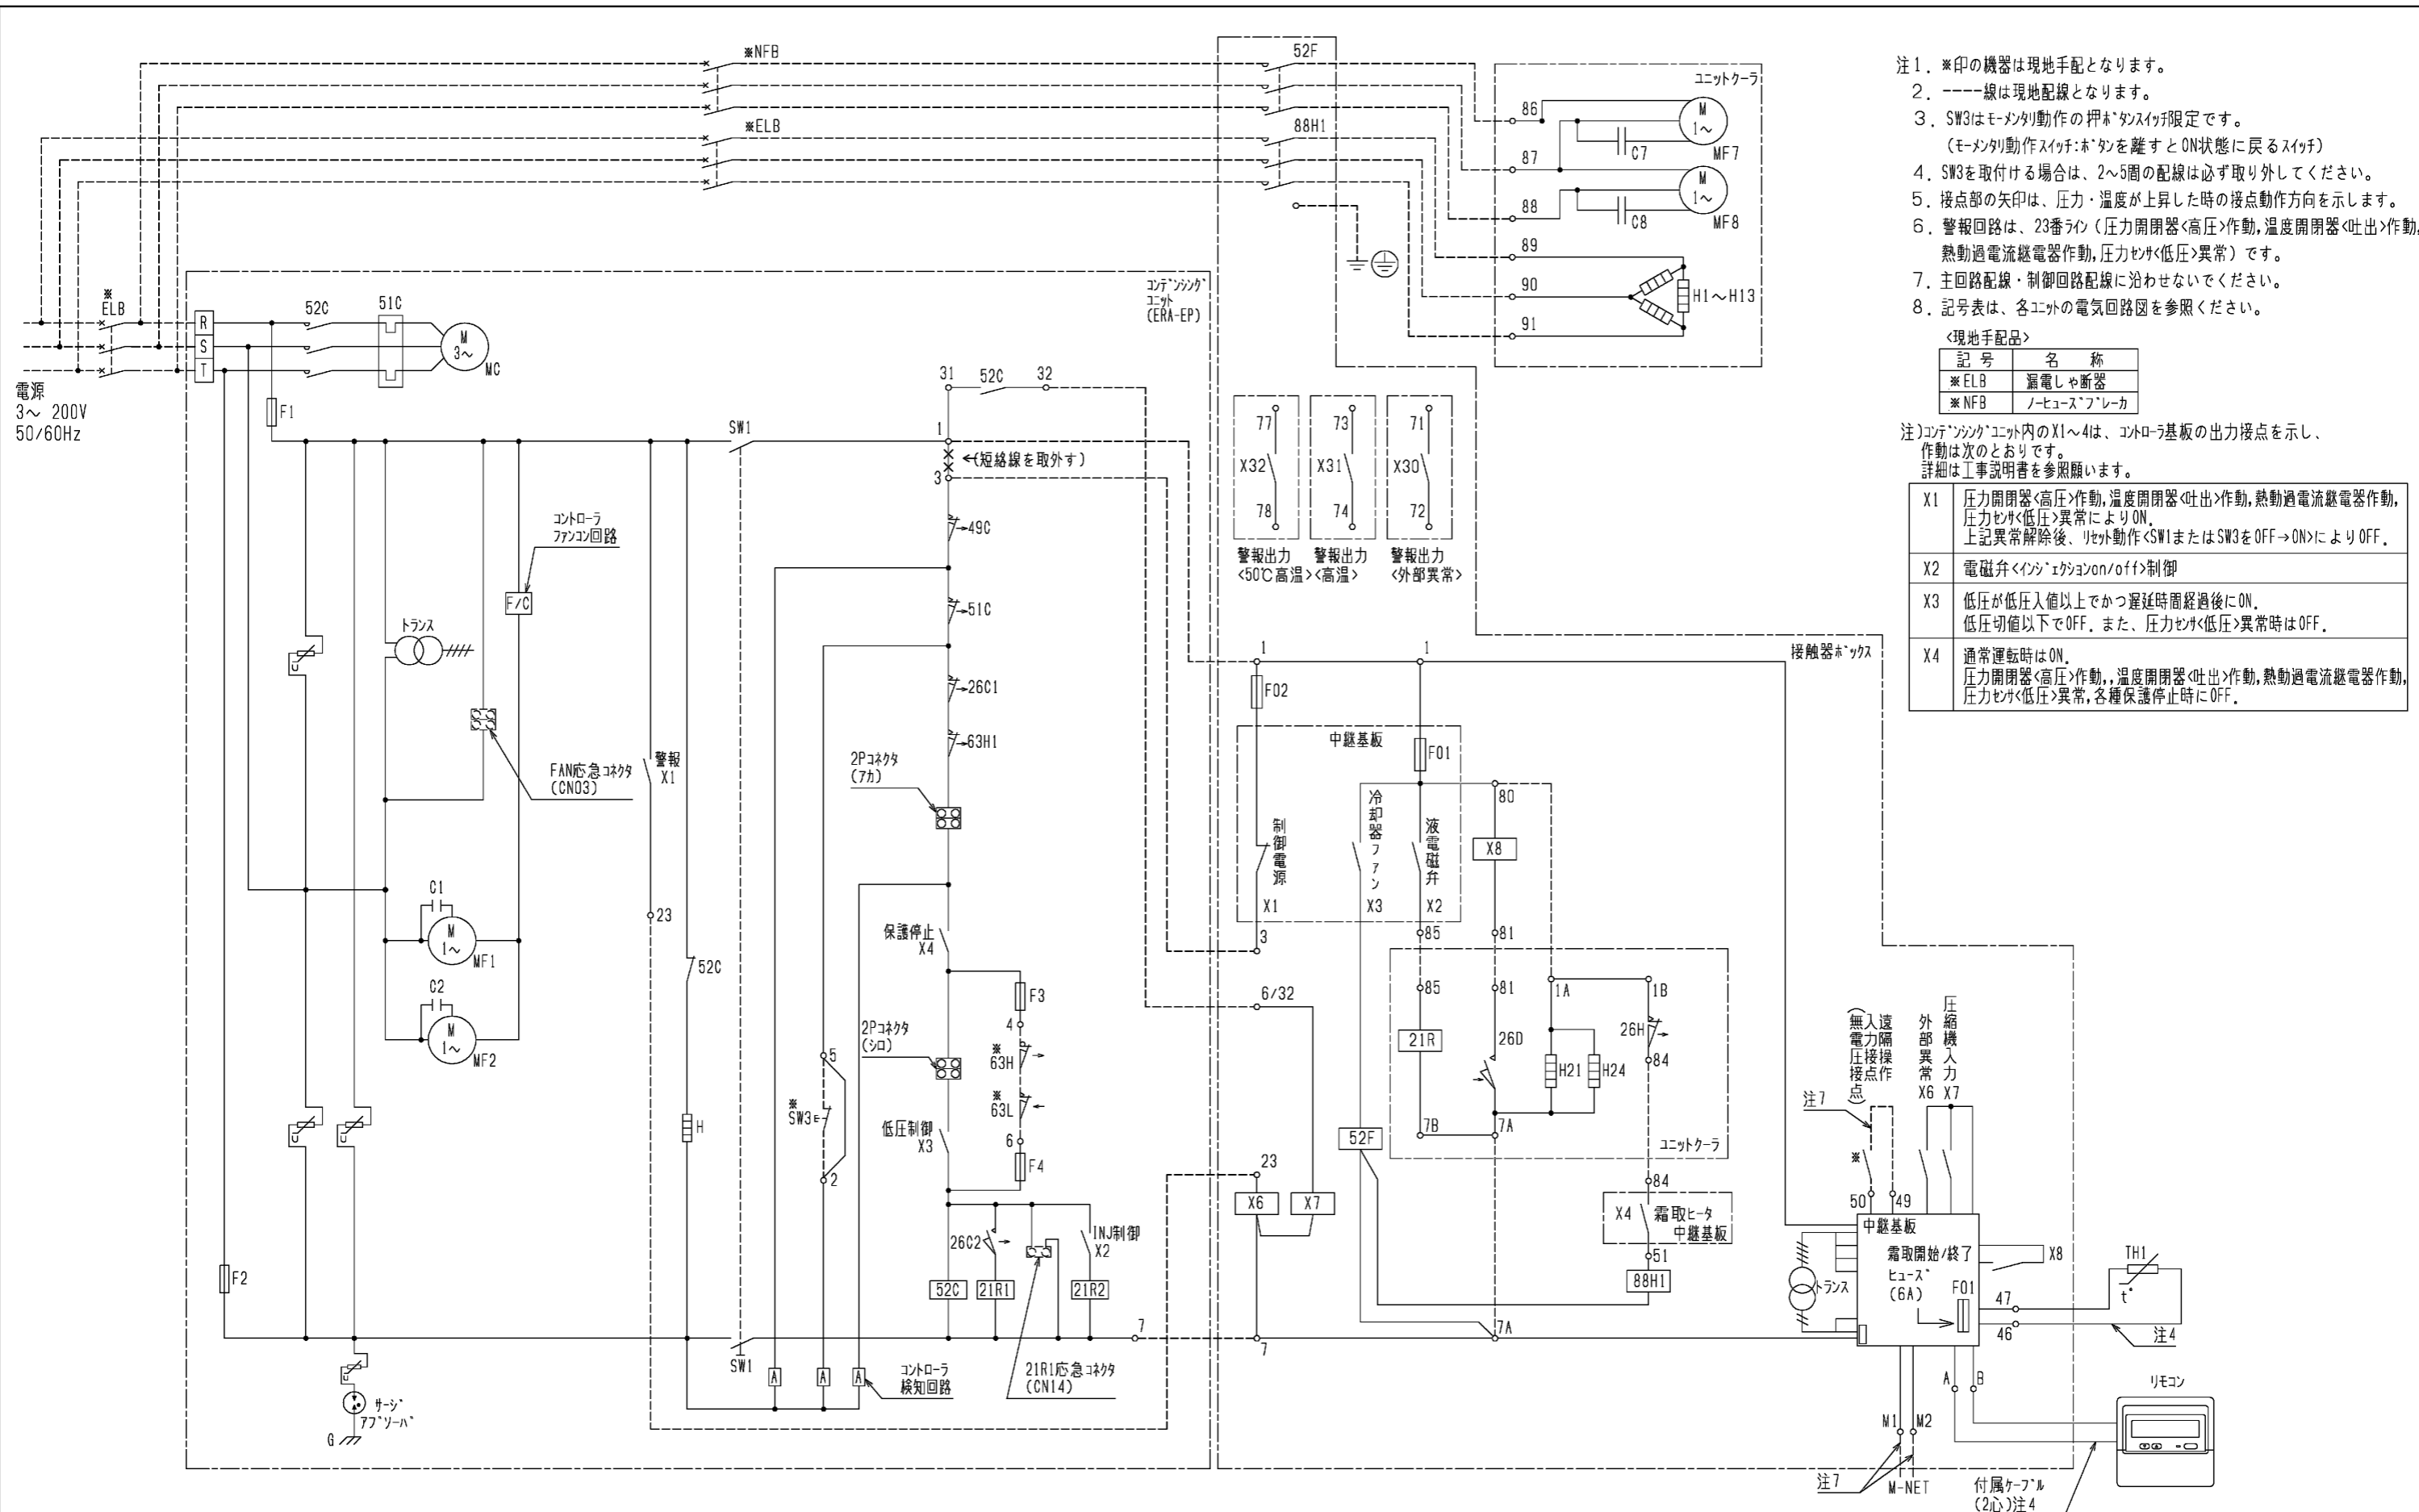 ※NFB
52F
ユニットクーラ
86
M
1～
C7
MF7
※ELB
88H1
87
M
1～
C8
MF8
88
89
90
H1～H13
91
注1．※印の機器は現地手配となります。
2．----線は現地配線となります。
3．SW3はモーメンタリ動作の押ボタンスイッチ限定です。
（モーメンタリ動作スイッチ:ボタンを離すとON状態に戻るスイッチ）
4．SW3を取付ける場合は、2～5間の配線は必ず取り外してください。
5．接点部の矢印は、圧力・温度が上昇した時の接点動作方向を示します。
6．警報回路は、23番ライン（圧力開閉器<高圧>作動,温度開閉器<吐出>作動,
熱動過電流継電器作動,圧力センサ<低圧>異常）です。
7．主回路配線・制御回路配線に沿わせないでください。
8．記号表は、各ユニットの電気回路図を参照ください。
<現地手配品>
記 号 名 称
※ELB 漏電しゃ断器
※NFB ノーヒューズブレーカ
注)コンデンシングユニット内のX1～4は、コントローラ基板の出力接点を示し、
作動は次のとおりです。
詳細は工事説明書を参照願います。
X1 圧力開閉器<高圧>作動,温度開閉器<吐出>作動,熱動過電流継電器作動,
圧力センサ<低圧>異常によりON．
上記異常解除後、リセット動作<SW1またはSW3をOFF→ON>によりOFF．
X2 電磁弁<インジェクションon/off>制御
X3 低圧が低圧入値以上でかつ遅延時間経過後にON．
低圧切値以下でOFF．また、圧力センサ<低圧>異常時はOFF．
X4 通常運転時はON．
圧力開閉器<高圧>作動,,温度開閉器<吐出>作動,熱動過電流継電器作動,
圧力センサ<低圧>異常,各種保護停止時にOFF．
コンデンシング
ユニット
(ERA-EP)
※
ELB
R
S
T
52C
51C
M
3～
MC
電源
3～ 200V
50/60Hz
F1
31
52C
32
SW1
1
←(短絡線を取外す)
3
→49C
コントローラ
ファンコン回路
F/C
トランス
→51C
→26C1
→63H1
2Pコネクタ
(アカ)
FAN応急コネクタ
(CN03)
警報
X1
23
52C
C1
M
1～
MF1
C2
M
1～
MF2
保護停止
X4
F3
4
2Pコネクタ
(シロ)
※
63H
→
※
63L
←
5
※
SW3
2
低圧制御
X3
6
F4
H
26C2
→
INJ制御
X2
52C
21R1
21R2
F2
7
SW1
A
A
A
コントローラ
検知回路
21R1応急コネクタ
(CN14)
サージ
アブソーバ
G
77
X32
78
73
X31
74
71
X30
72
警報出力
<50℃高温>
警報出力
<高温>
警報出力
<外部異常>
接触器ボックス
1
1
F02
中継基板
F01
80
制御電源
X1
冷却器ファン
X3
液電磁弁
X2
X8
3
85
81
6/32
85
81
1A
1B
21R
26D
26H
84
H21
H24
52F
7B
7A
ユニットクーラ
23
84
X6
X7
X4
霜取ヒータ
中継基板
51
88H1
7
7A
遠隔操作
入力接点
(無電圧接点)
外部異常
X6
圧縮機入力
X7
注7
※
50
49
中継基板
霜取開始/終了
X8
ヒューズ
(6A)
F01
トランス
TH1
t°
47
46
注4
A
B
リモコン
M1
M2
注7
M-NET
付属ケーブル
(2心)注4